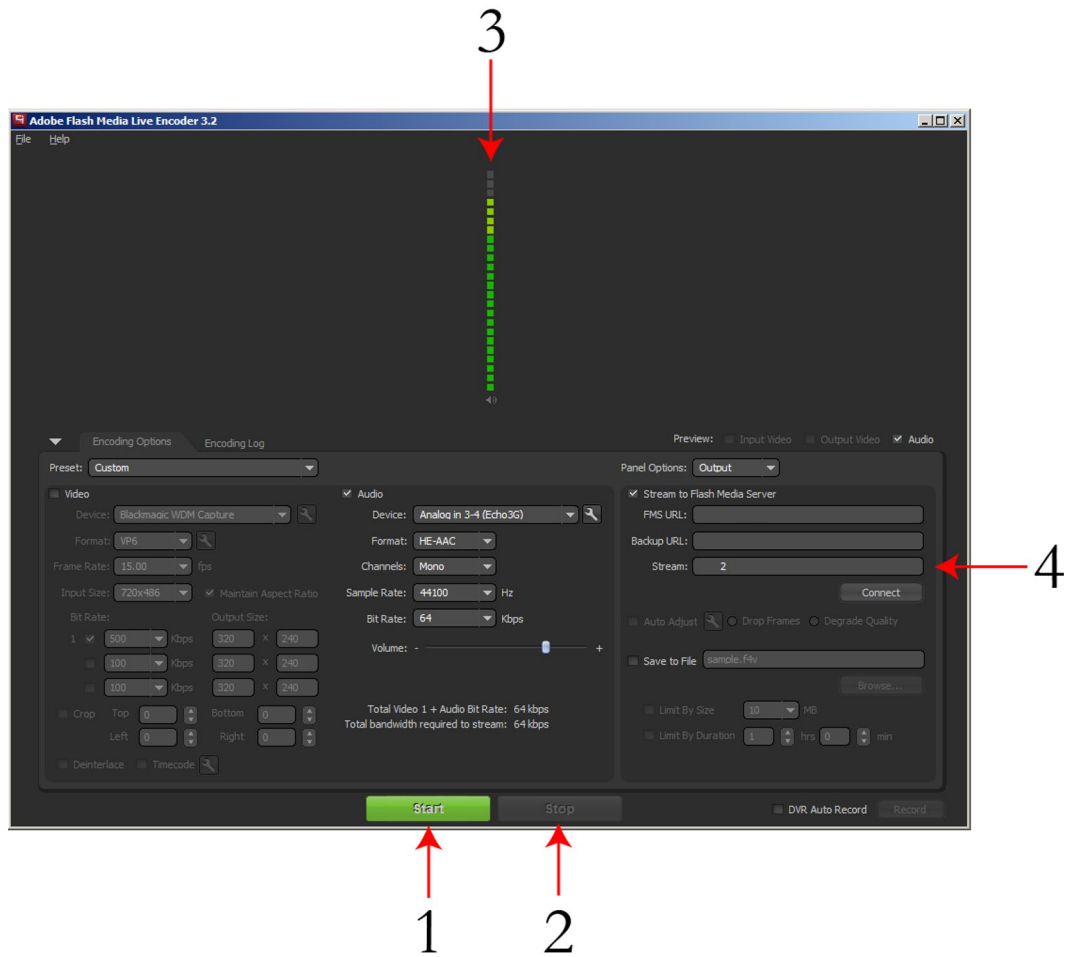 3
Adobe Flash Media Live Encoder 3.2
File Help
Encoding Options Encoding Log Preview: Input Video Output Video Audio
Preset: Custom Panel Options: Output
Video Audio Stream to Flash Media Server
Device: Blackmagic WDM Capture Device: Analog in 3-4 (Echo3G) FMS URL:
Format: VP6 Format: HE-AAC Backup URL:
Frame Rate: 15.00 fps Channels: Mono Stream: 2 4
Input Size: 720x486 Maintain Aspect Ratio Sample Rate: 44100 Hz Connect
Bit Rate: Output Size: Bit Rate: 64 Kbps Auto Adjust Drop Frames Degrade Quality
1 500 Kbps 320 x 240 Volume: - +
100 Kbps 320 x 240 Save to File sample.f4v
100 Kbps 320 x 240 Browse...
Crop Top 0 Bottom 0 Total Video 1 + Audio Bit Rate: 64 kbps Limit By Size 10 MB
Left 0 Right 0 Total bandwidth required to stream: 64 kbps Limit By Duration 1 hrs 0 min
Deinterlace Timecode
Start Stop DVR Auto Record Record
1 2